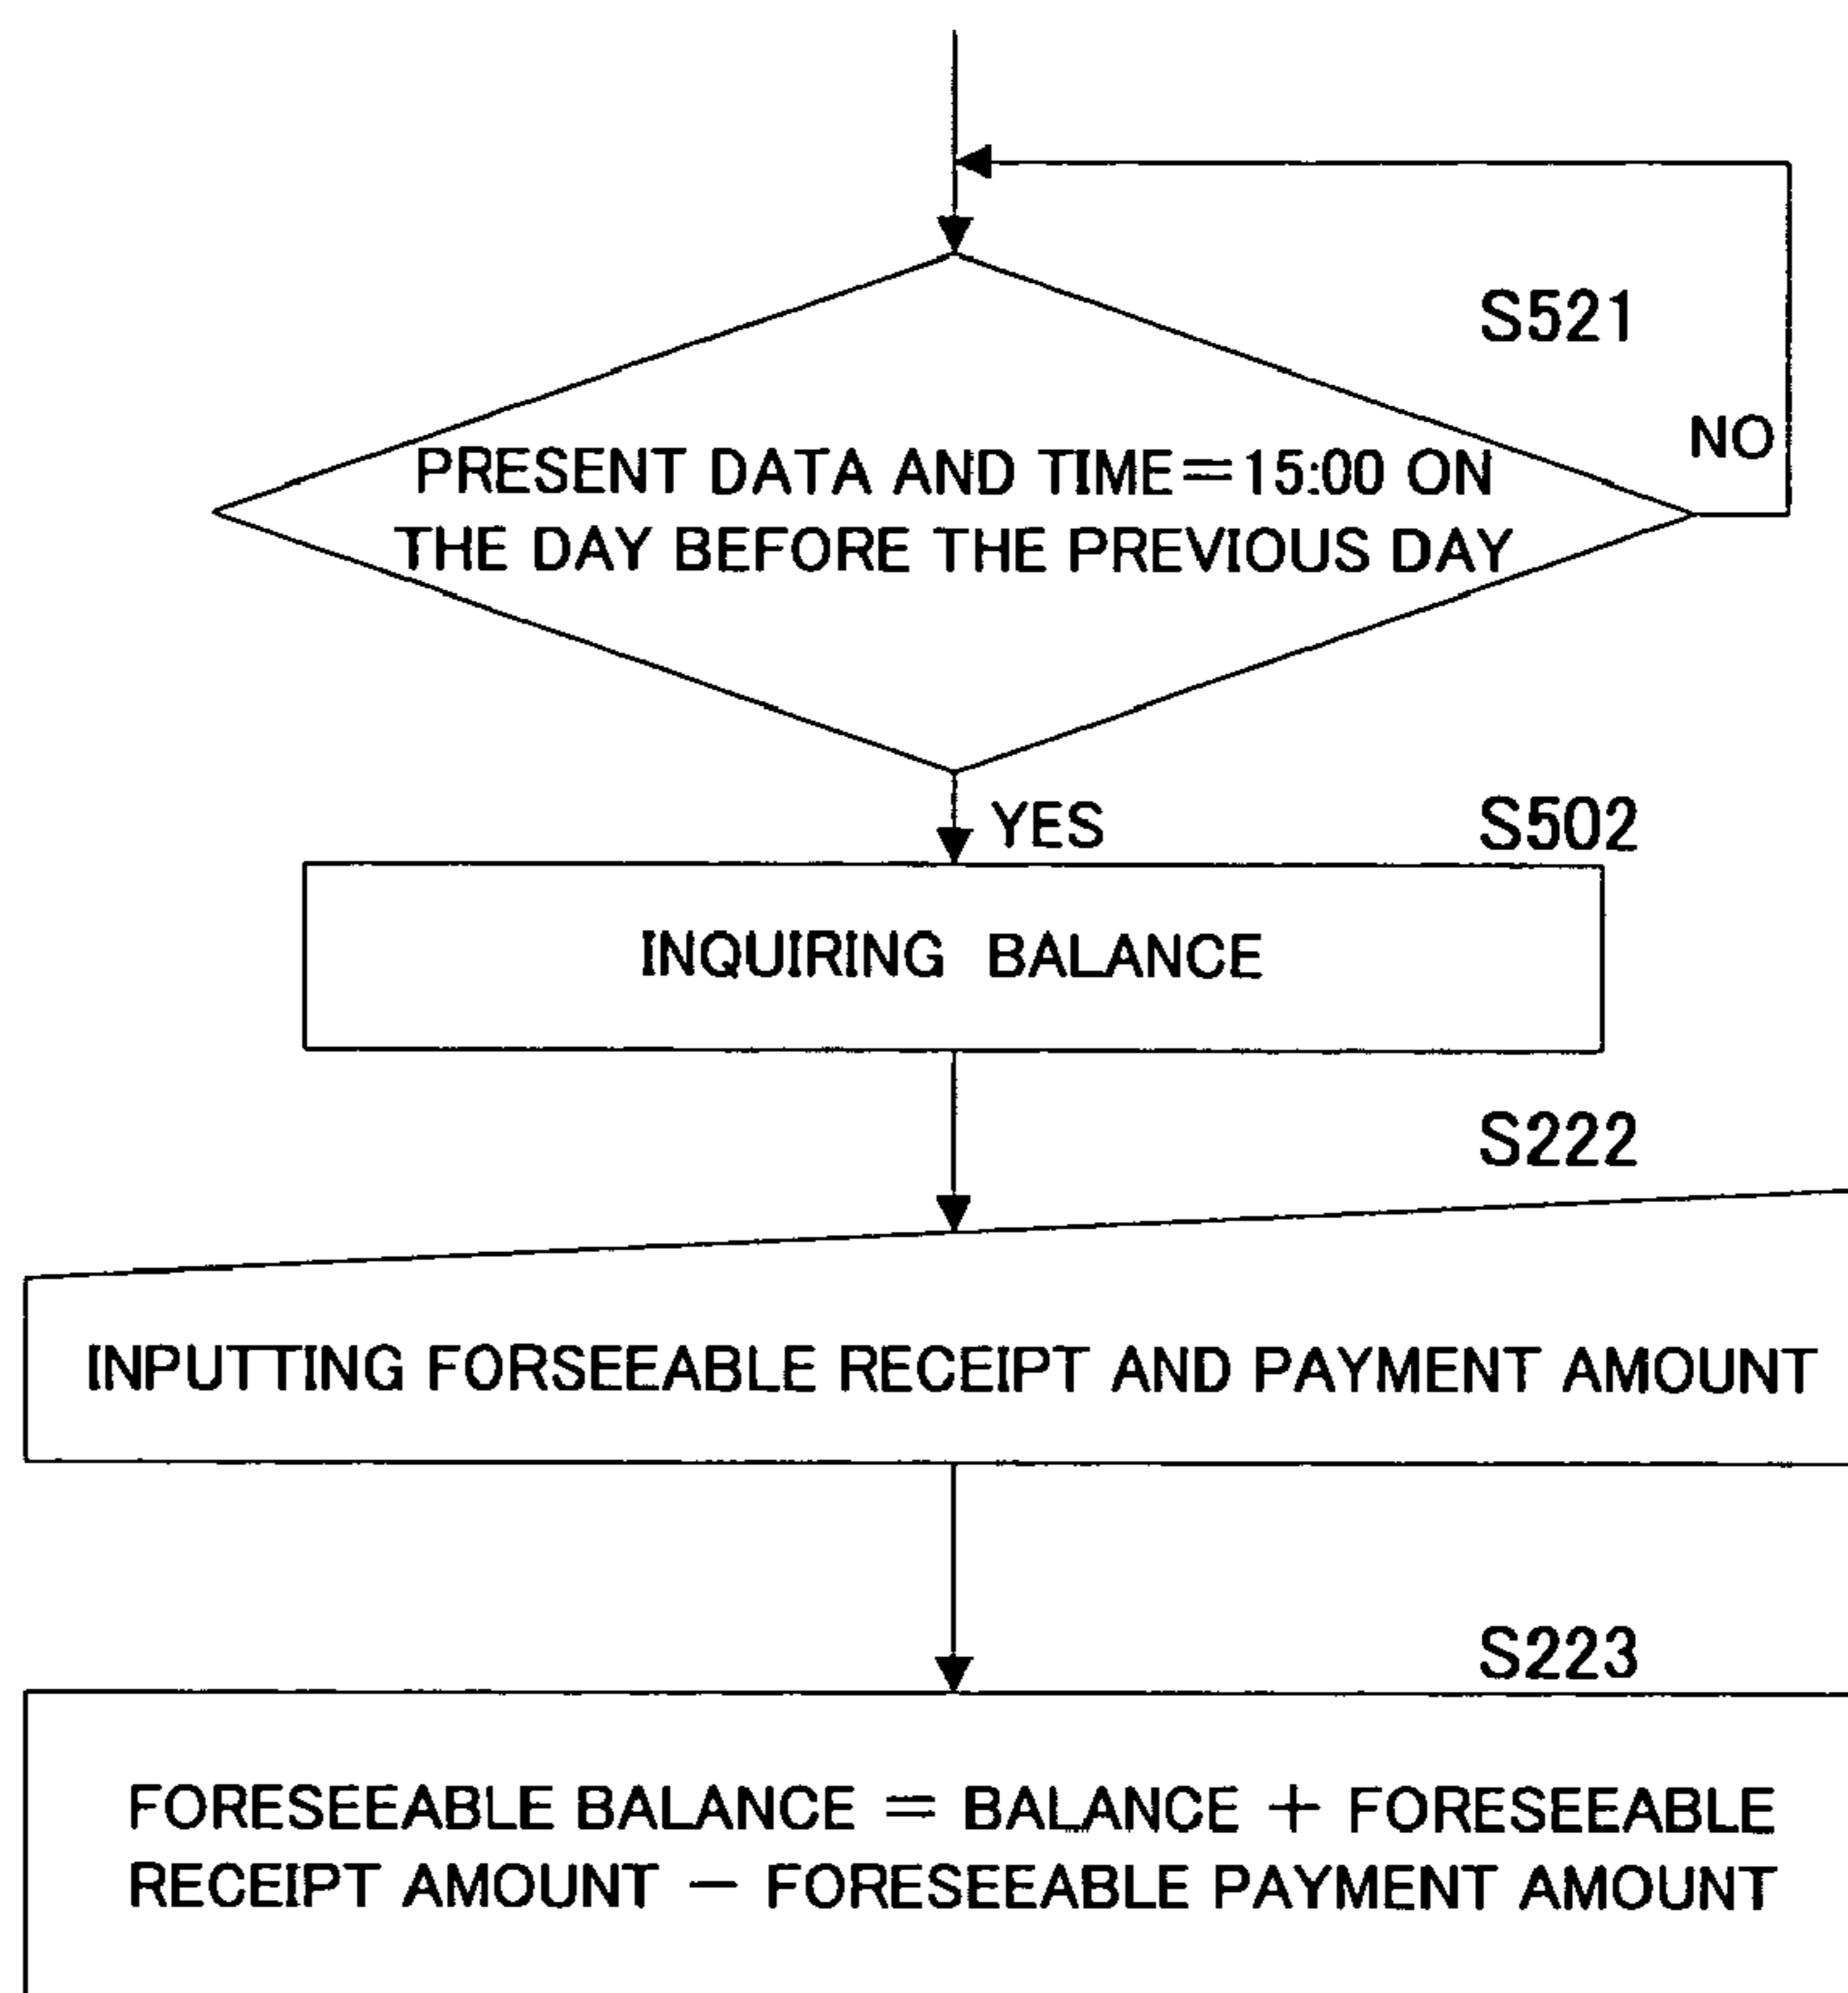 S521
NO
PRESENT DATA AND TIME=15:00 ON
THE DAY BEFORE THE PREVIOUS DAY
YES
S502
INQUIRING BALANCE
S222
INPUTTING FORSEEABLE RECEIPT AND PAYMENT AMOUNT
S223
FORESEEABLE BALANCE = BALANCE + FORESEEABLE
RECEIPT AMOUNT − FORESEEABLE PAYMENT AMOUNT